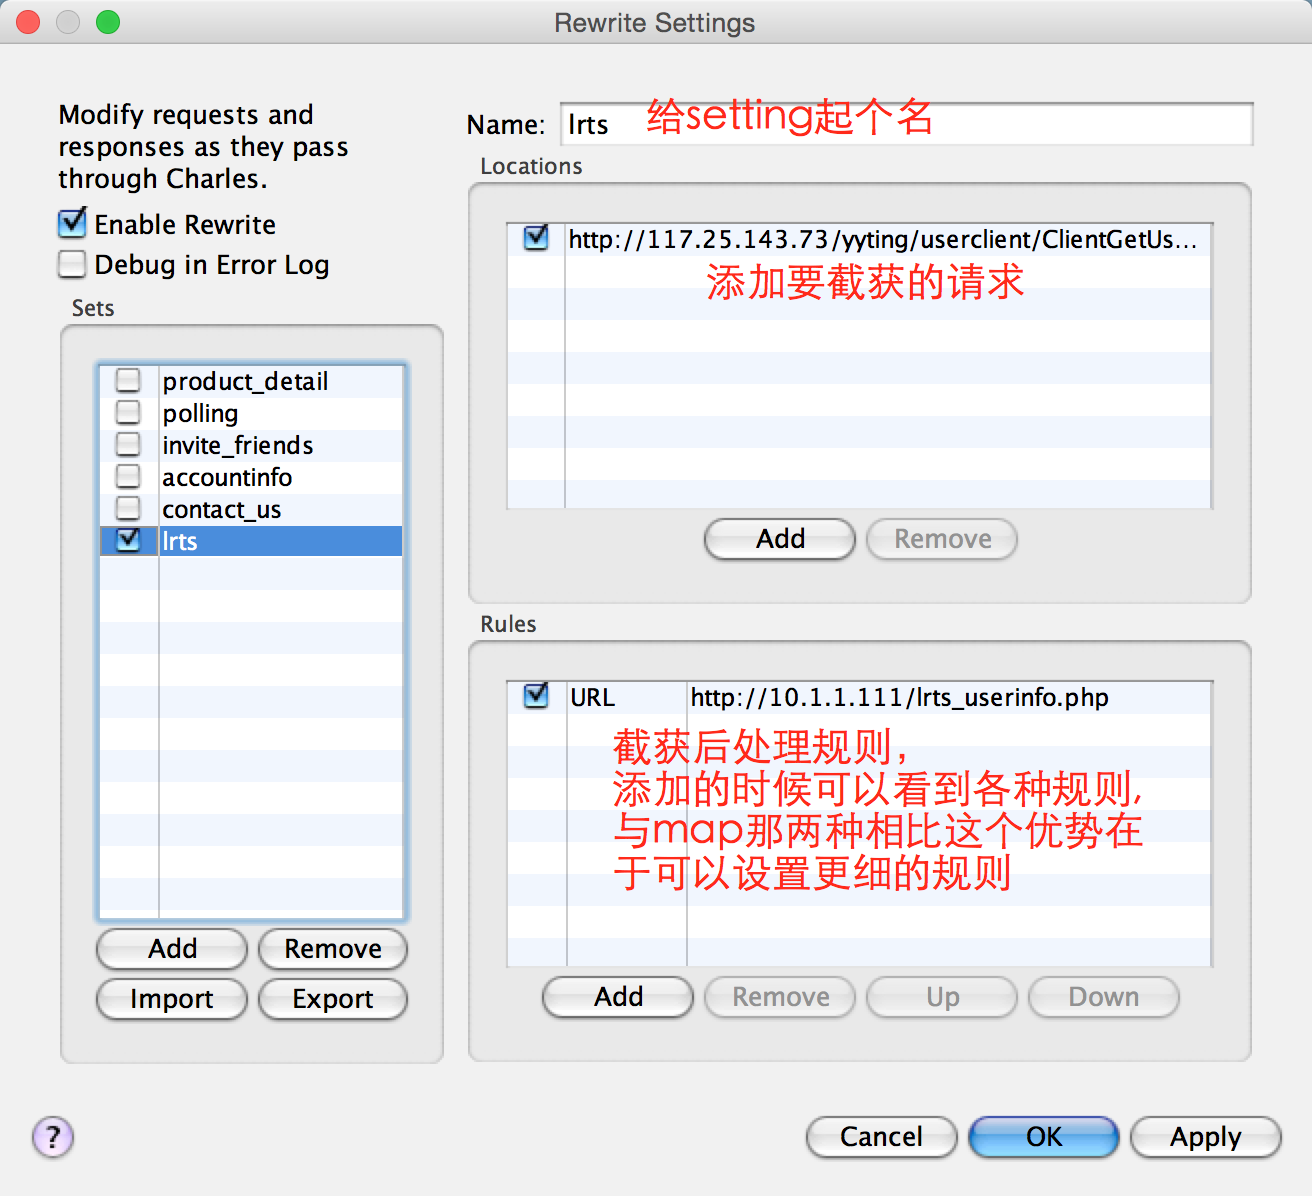 Rewrite Settings
Modify requests and
responses as they pass
through Charles.
Enable Rewrite
Debug in Error Log
Sets
product_detail
polling
invite_friends
accountinfo
contact_us
lrts
Add Remove
Import Export
Name: lrts 给setting起个名
Locations
http://117.25.143.73/yyting/userclient/ClientGetUs...
添加要截获的请求
Add Remove
Rules
URL http://10.1.1.111/lrts_userinfo.php
截获后处理规则，
添加的时候可以看到各种规则,
与map那两种相比这个优势在
于可以设置更细的规则
Add Remove Up Down
? Cancel OK Apply